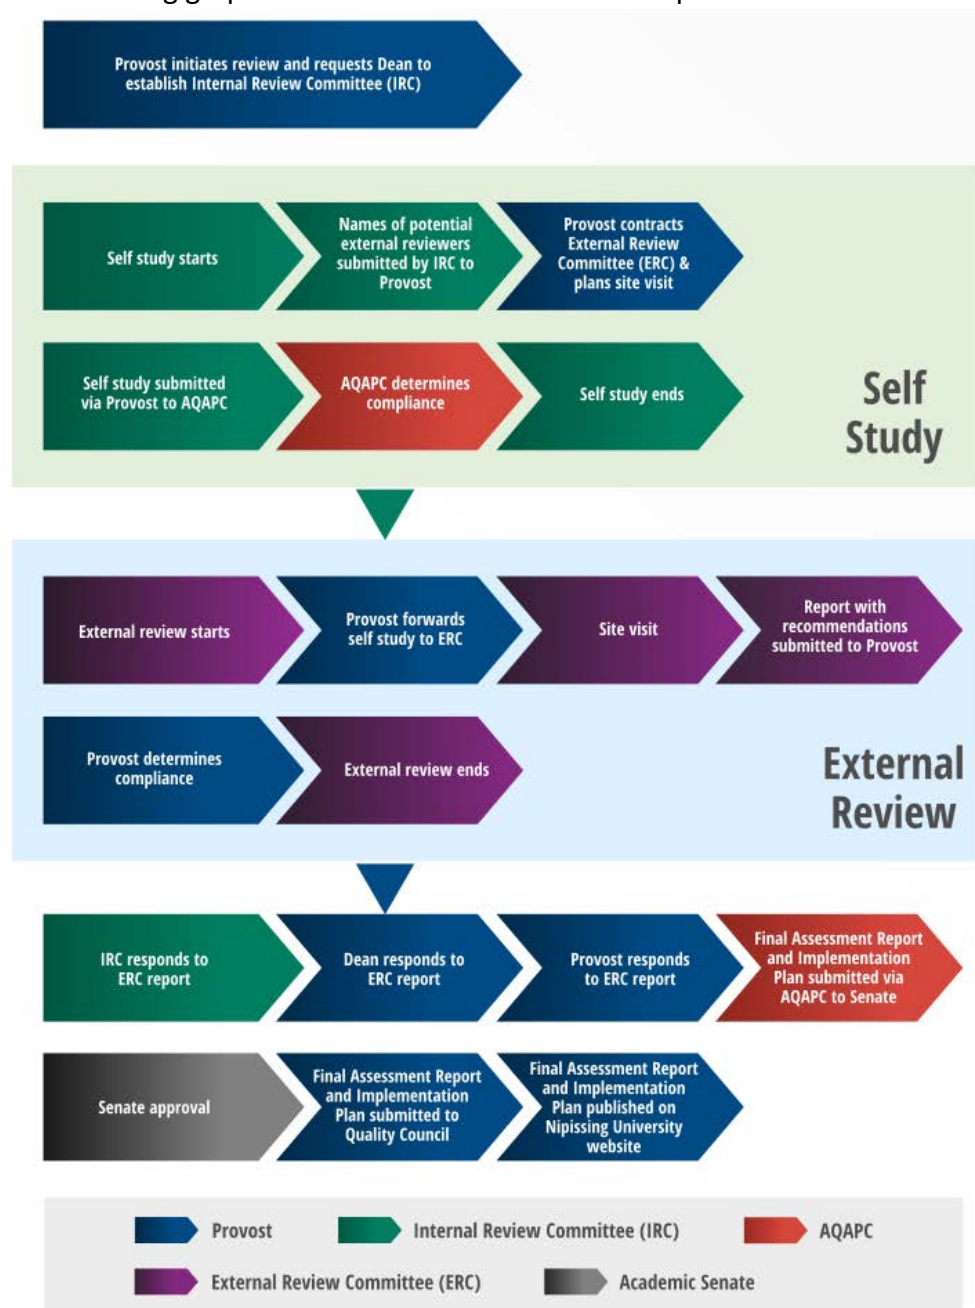 Provost initiates review and requests Dean to
establish Internal Review Committee (IRC)
Self study starts
Names of potential
external reviewers
submitted by IRC to
Provost
Provost contracts
External Review
Committee (ERC) &
plans site visit
Self study submitted
via Provost to AQAPC
AQAPC determines
compliance
Self study ends
Self
Study
External review starts
Provost forwards
self study to ERC
Site visit
Report with
recommendations
submitted to Provost
Provost determines
compliance
External review ends
External
Review
IRC responds to
ERC report
Dean responds to
ERC report
Provost responds
to ERC report
Final Assessment Report
and Implementation
Plan submitted via
AQAPC to Senate
Senate approval
Final Assessment Report
and Implementation
Plan submitted to
Quality Council
Final Assessment Report
and Implementation
Plan published on
Nipissing University
website
Provost
Internal Review Committee (IRC)
AQAPC
External Review Committee (ERC)
Academic Senate